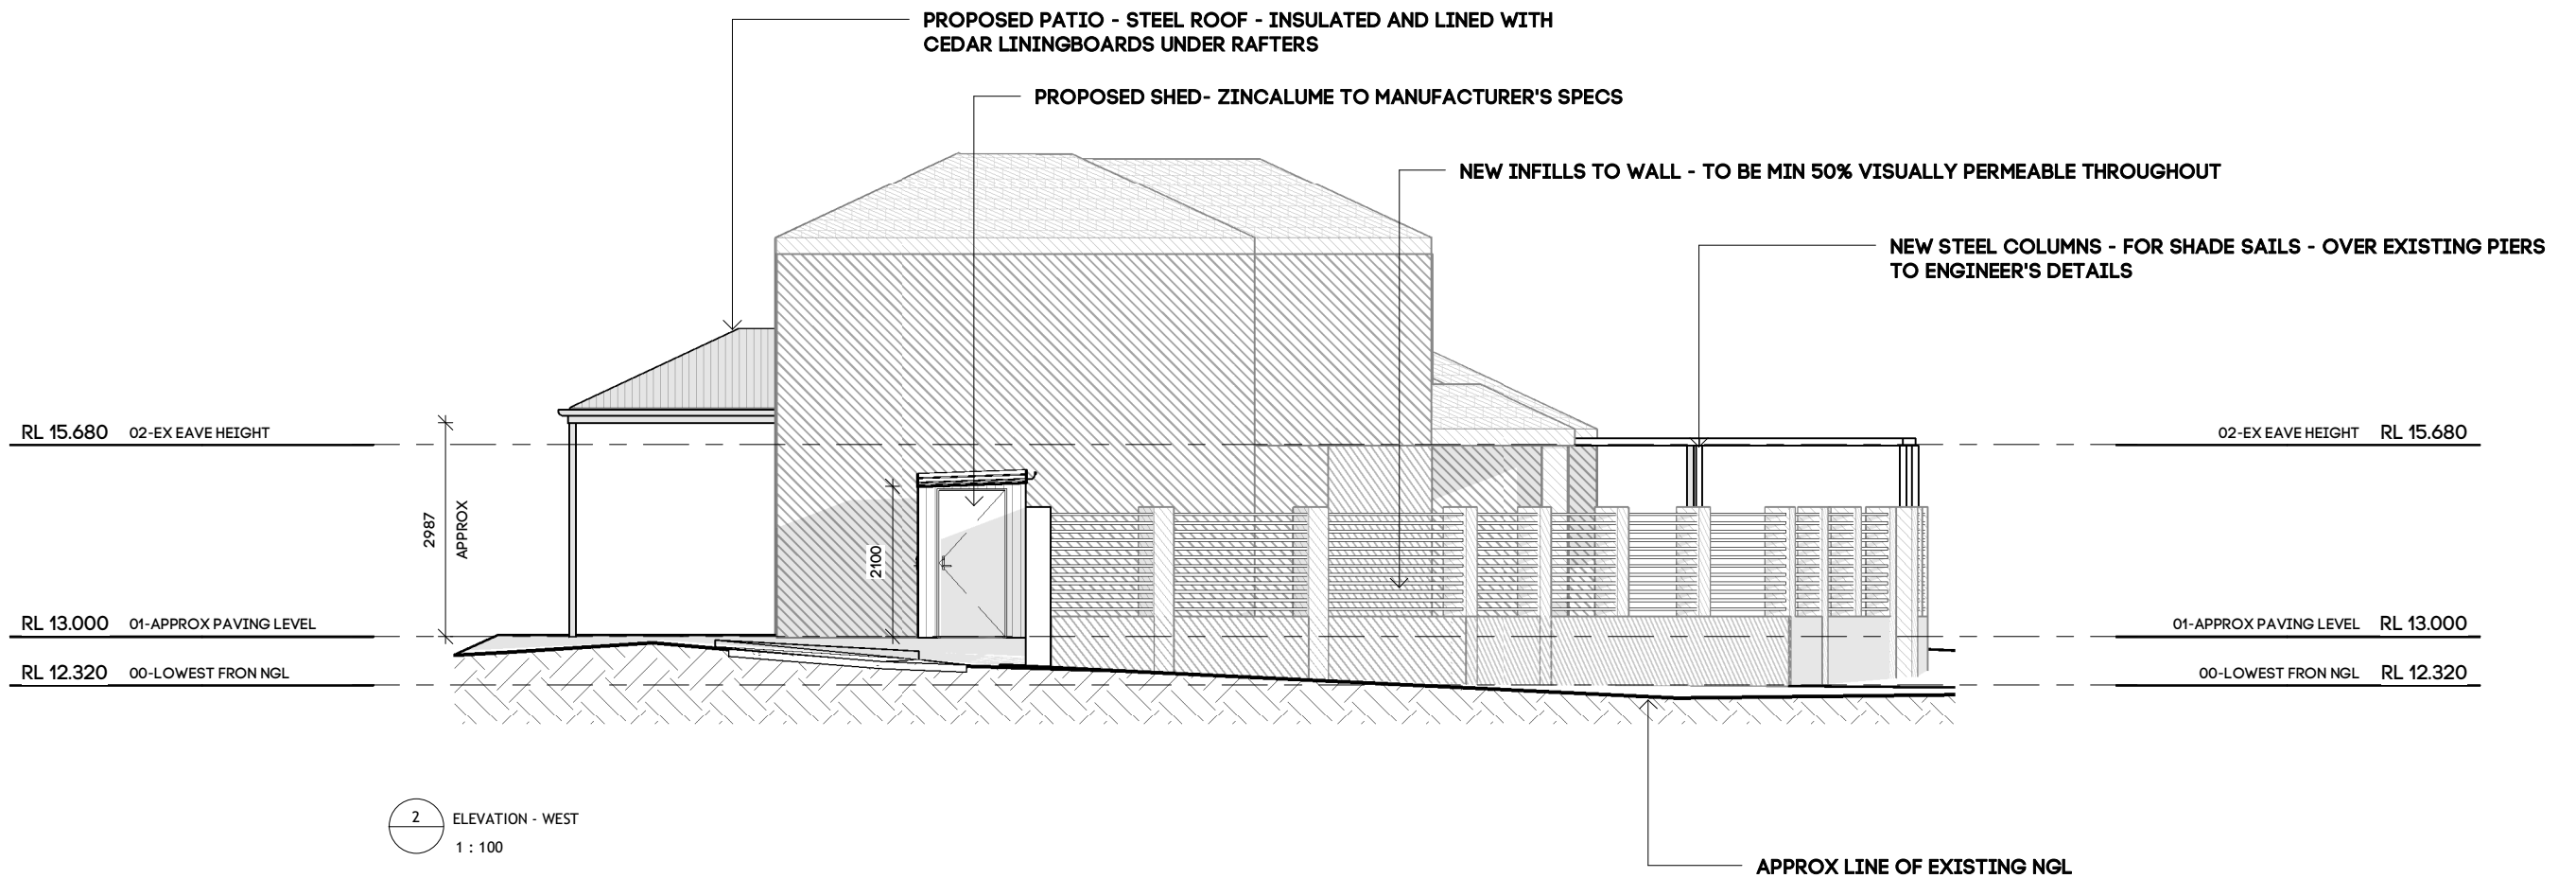 PROPOSED PATIO - STEEL ROOF - INSULATED AND LINED WITH
CEDAR LININGBOARDS UNDER RAFTERS
PROPOSED SHED- ZINCALUME TO MANUFACTURER'S SPECS
NEW INFILLS TO WALL - TO BE MIN 50% VISUALLY PERMEABLE THROUGHOUT
NEW STEEL COLUMNS - FOR SHADE SAILS - OVER EXISTING PIERS
TO ENGINEER'S DETAILS
RL 15.680 02-EX EAVE HEIGHT
02-EX EAVE HEIGHT RL 15.680
2987
APPROX
2100
RL 13.000 01-APPROX PAVING LEVEL
01-APPROX PAVING LEVEL RL 13.000
RL 12.320 00-LOWEST FRON NGL
00-LOWEST FRON NGL RL 12.320
2 ELEVATION - WEST
1 : 100
APPROX LINE OF EXISTING NGL